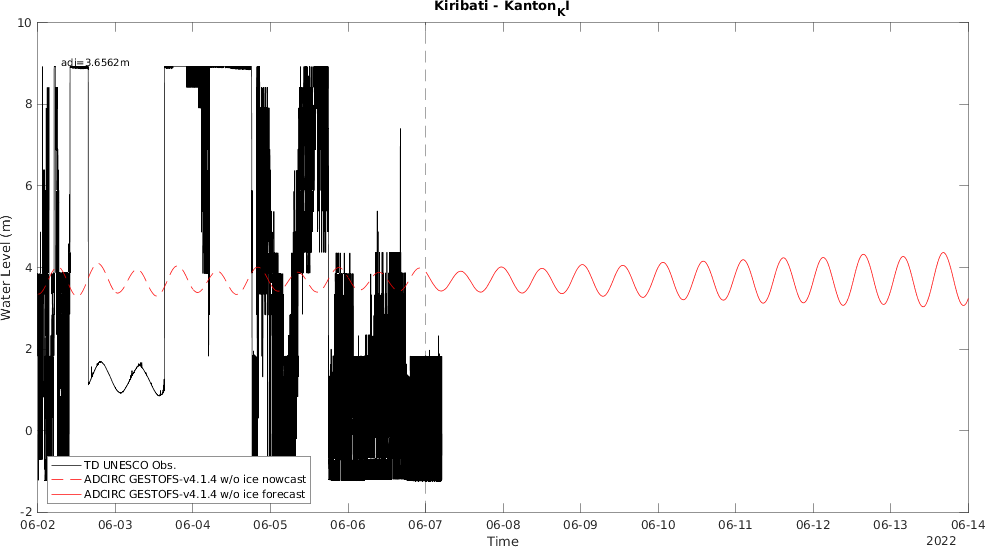 Kiribati - Kanton_KI
10
adj=3.6562m
8
6
4
2
0
-2
Water Level (m)
TD UNESCO Obs.
ADCIRC GESTOFS-v4.1.4 w/o ice nowcast
ADCIRC GESTOFS-v4.1.4 w/o ice forecast
06-02 06-03 06-04 06-05 06-06 06-07 06-08 06-09 06-10 06-11 06-12 06-13 06-14
Time
2022